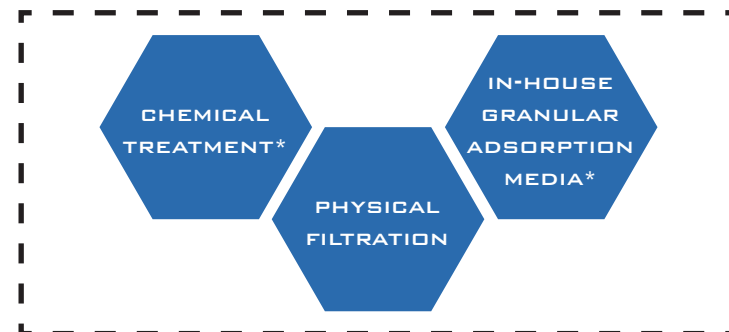 CHEMICAL
TREATMENT*
PHYSICAL
FILTRATION
IN-HOUSE
GRANULAR
ADSORPTION
MEDIA*